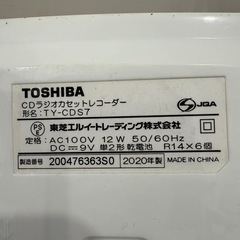 TOSHIBA
CDラジオカセットレコーダー
形名：TY-CDS7
JQA
PS
E
東芝エルイートレーディング株式会社
定格：AC100V 12W 50/60Hz
DC⎓9V 単2形 乾電池 R14×6個
製造番号 200476363S0 2020年製
MADE IN CHINA